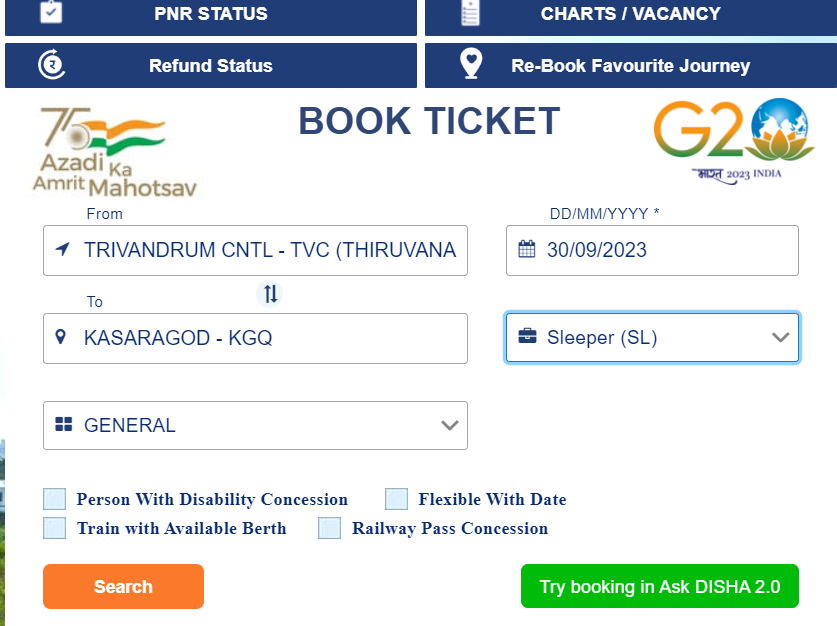 PNR STATUS
CHARTS / VACANCY
Refund Status
Re-Book Favourite Journey
75
Azadi Ka
Amrit Mahotsav
BOOK TICKET
G20
भारत 2023 INDIA
From
DD/MM/YYYY *
TRIVANDRUM CNTL - TVC (THIRUVANA
30/09/2023
To
KASARAGOD - KGQ
Sleeper (SL)
GENERAL
Person With Disability Concession
Flexible With Date
Train with Available Berth
Railway Pass Concession
Search
Try booking in Ask DISHA 2.0